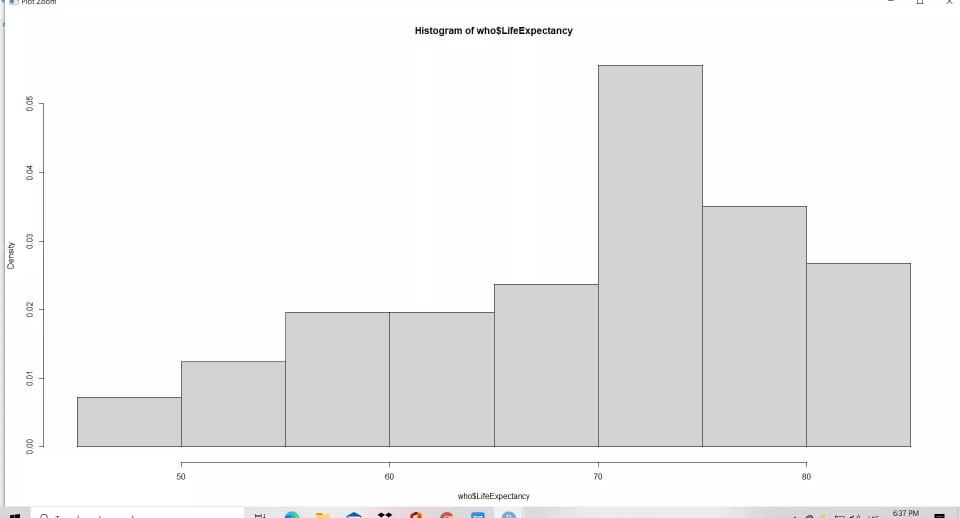 Plot Zoom
Histogram of who$LifeExpectancy
0.05
0.04
0.03
Density
0.02
0.01
0.00
50 60 70 80
who$LifeExpectancy
6:37 PM